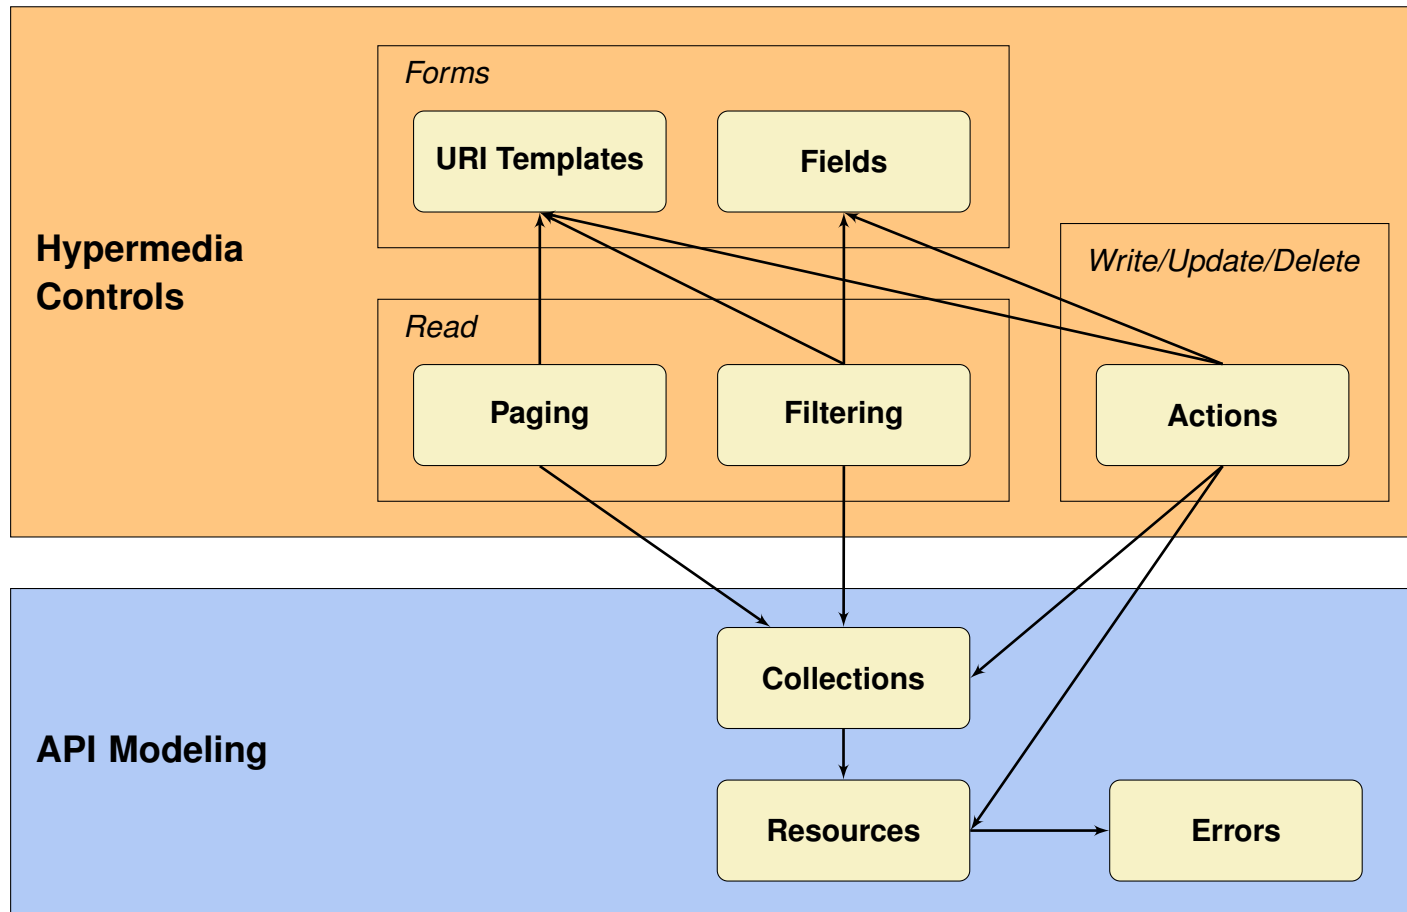 Forms
URI Templates
Fields
Hypermedia
Controls
Write/Update/Delete
Read
Paging
Filtering
Actions
Collections
API Modeling
Resources
Errors